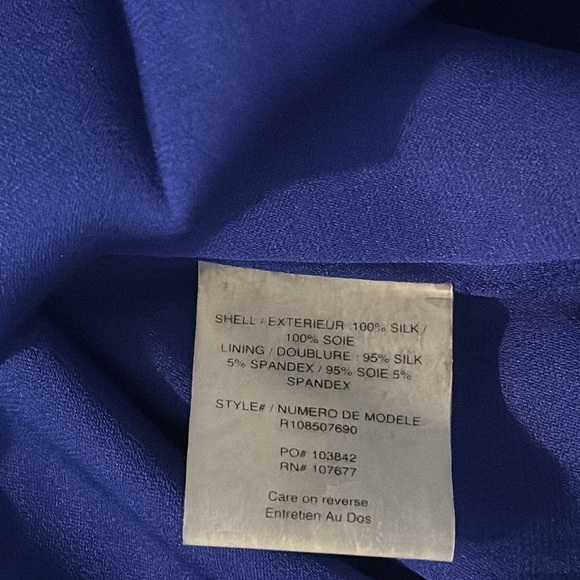 SHELL / EXTERIEUR :100% SILK /
100% SOIE
LINING / DOUBLURE : 95% SILK
5% SPANDEX / 95% SOIE 5%
SPANDEX
STYLE# / NUMERO DE MODELE
R108507690
PO# 103842
RN# 107677
Care on reverse
Entretien Au Dos